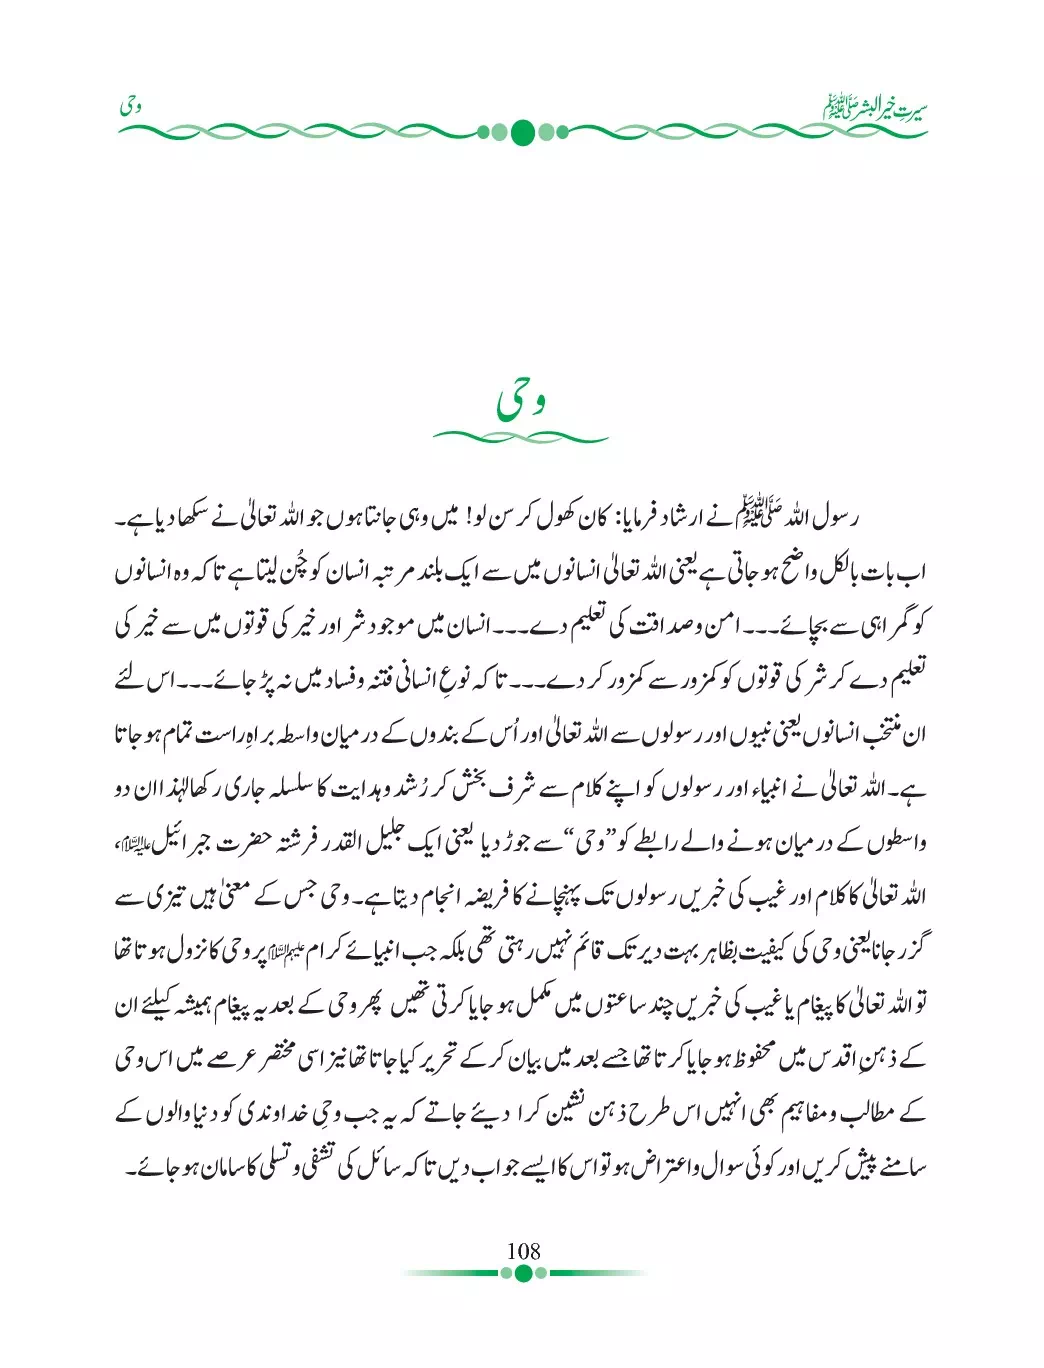 سیرتِ خیر البشر ﷺ
وحی
وحی
رسول اللہ ﷺ نے ارشاد فرمایا: کان کھول کر سن لو! میں وہی جانتا ہوں جو اللہ تعالیٰ نے سکھا دیا ہے۔
اب بات بالکل واضح ہو جاتی ہے یعنی اللہ تعالیٰ انسانوں میں سے ایک بلند مرتبہ انسان کو چُن لیتا ہے تاکہ وہ انسانوں
کو گمراہی سے بچائے۔۔۔ امن و صداقت کی تعلیم دے۔۔۔ انسان میں موجود شر اور خیر کی قوتوں میں سے خیر کی
تعلیم دے کر شر کی قوتوں کو کمزور سے کمزور کر دے۔۔۔ تاکہ نوعِ انسانی فتنہ و فساد میں نہ پڑ جائے۔۔۔ اس لئے
ان منتخب انسانوں یعنی نبیوں اور رسولوں سے اللہ تعالیٰ اور اُس کے بندوں کے درمیان واسطہ براہِ راست تمام ہو جاتا
ہے۔ اللہ تعالیٰ نے انبیاء اور رسولوں کو اپنے کلام سے شرف بخش کر رُشد و ہدایت کا سلسلہ جاری رکھا لہٰذا ان دو
واسطوں کے درمیان ہونے والے رابطے کو ”وحی“ سے جوڑ دیا یعنی ایک جلیل القدر فرشتہ حضرت جبرائیل علیہ السلام،
اللہ تعالیٰ کا کلام اور غیب کی خبریں رسولوں تک پہنچانے کا فریضہ انجام دیتا ہے۔ وحی جس کے معنیٰ ہیں تیزی سے
گزر جانا یعنی وحی کی کیفیت بظاہر بہت دیر تک قائم نہیں رہتی تھی بلکہ جب انبیائے کرام علیہم السلام پر وحی کا نزول ہوتا تھا
تو اللہ تعالیٰ کا پیغام یا غیب کی خبریں چند ساعتوں میں مکمل ہو جایا کرتی تھیں پھر وحی کے بعد یہ پیغام ہمیشہ کیلئے ان
کے ذہنِ اقدس میں محفوظ ہو جایا کرتا تھا جسے بعد میں بیان کر کے تحریر کیا جاتا تھا نیز اسی مختصر عرصے میں اس وحی
کے مطالب و مفاہیم بھی انہیں اس طرح ذہن نشین کرا دیئے جاتے کہ یہ جب وحیِ خداوندی کو دنیا والوں کے
سامنے پیش کریں اور کوئی سوال و اعتراض ہو تو اس کا ایسے جواب دیں تاکہ سائل کی تشفی و تسلی کا سامان ہو جائے۔
108